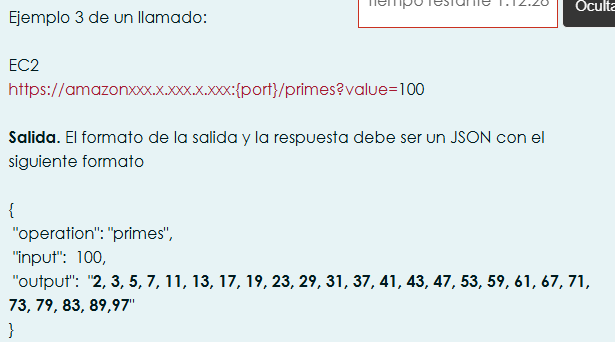 Ejemplo 3 de un llamado:
Tiempo restante 1:12:28
Oculta
EC2
https://amazonxxx.x.xxx.x.xxx:{port}/primes?value=100
Salida. El formato de la salida y la respuesta debe ser un JSON con el
siguiente formato
{
"operation": "primes",
"input":  100,
"output":  "2, 3, 5, 7, 11, 13, 17, 19, 23, 29, 31, 37, 41, 43, 47, 53, 59, 61, 67, 71,
73, 79, 83, 89,97"
}